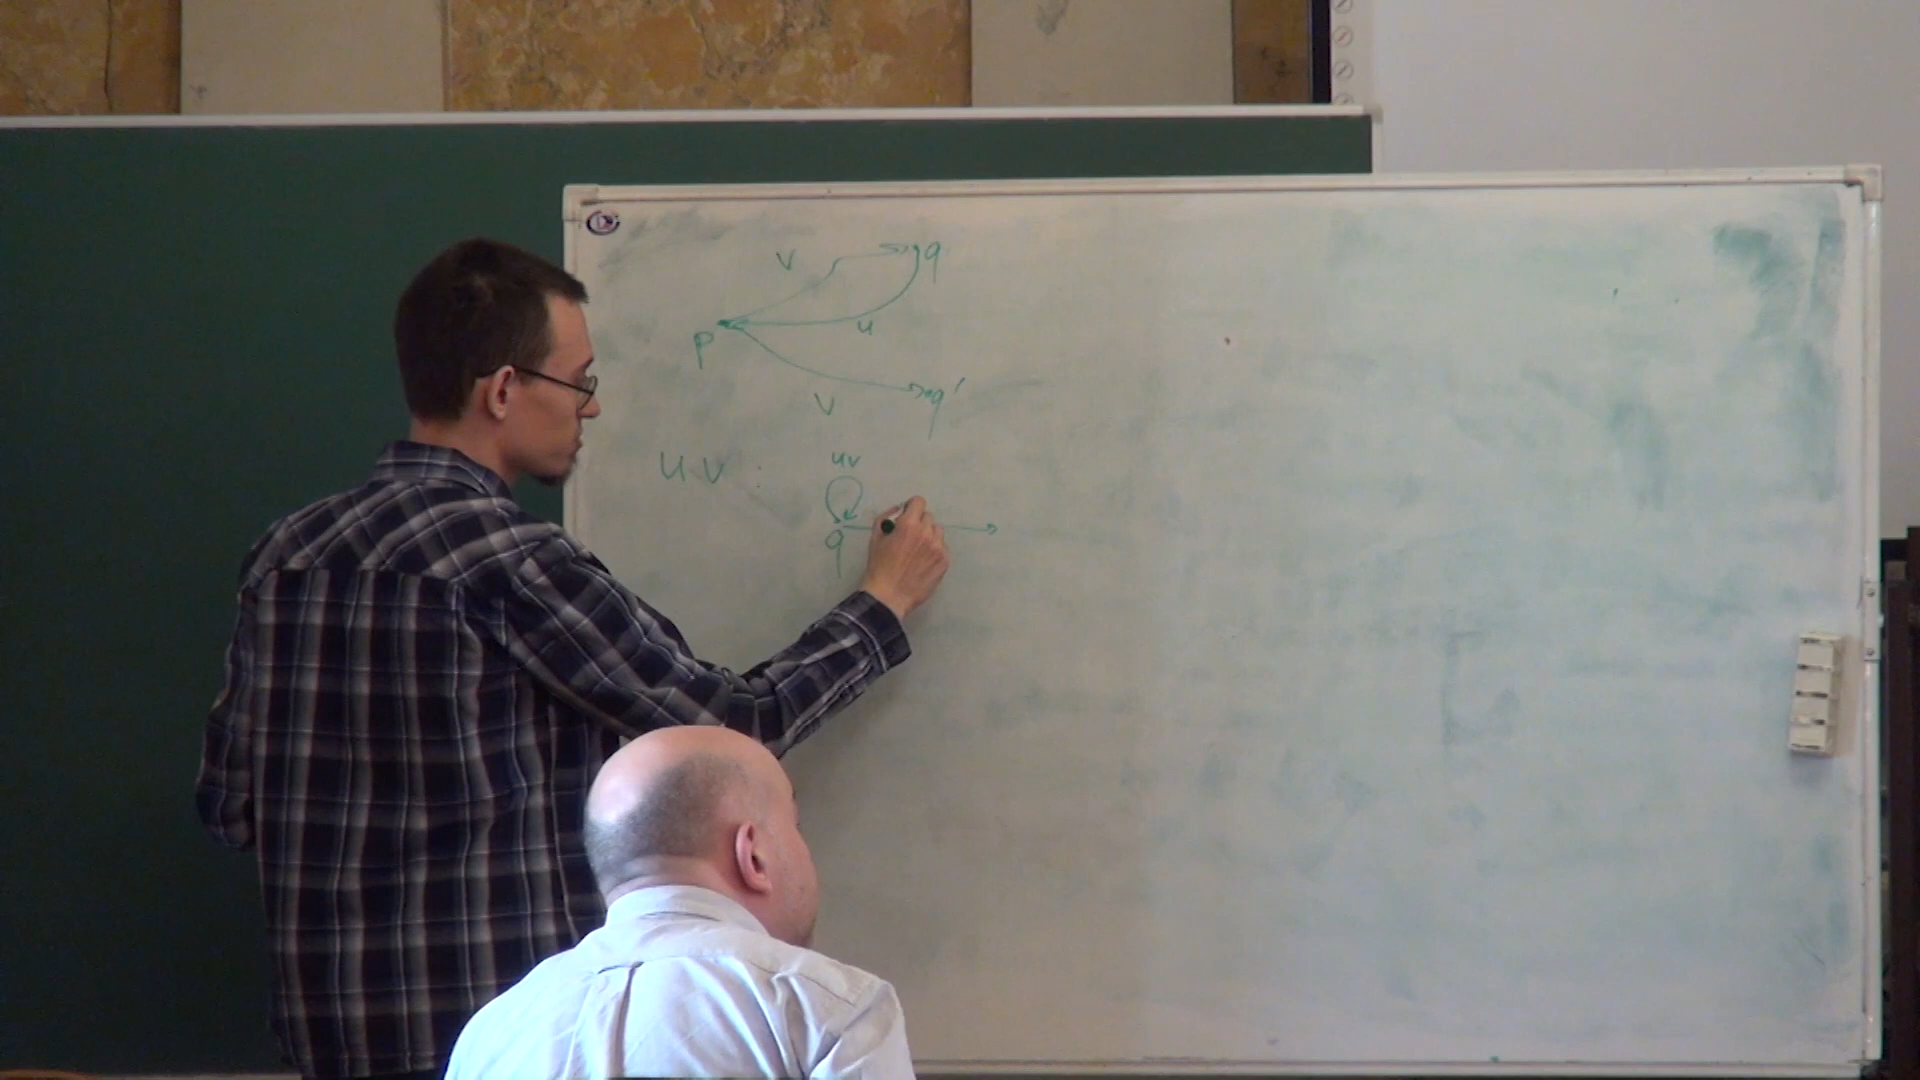 v q
p u
v q'
u v : uv
q